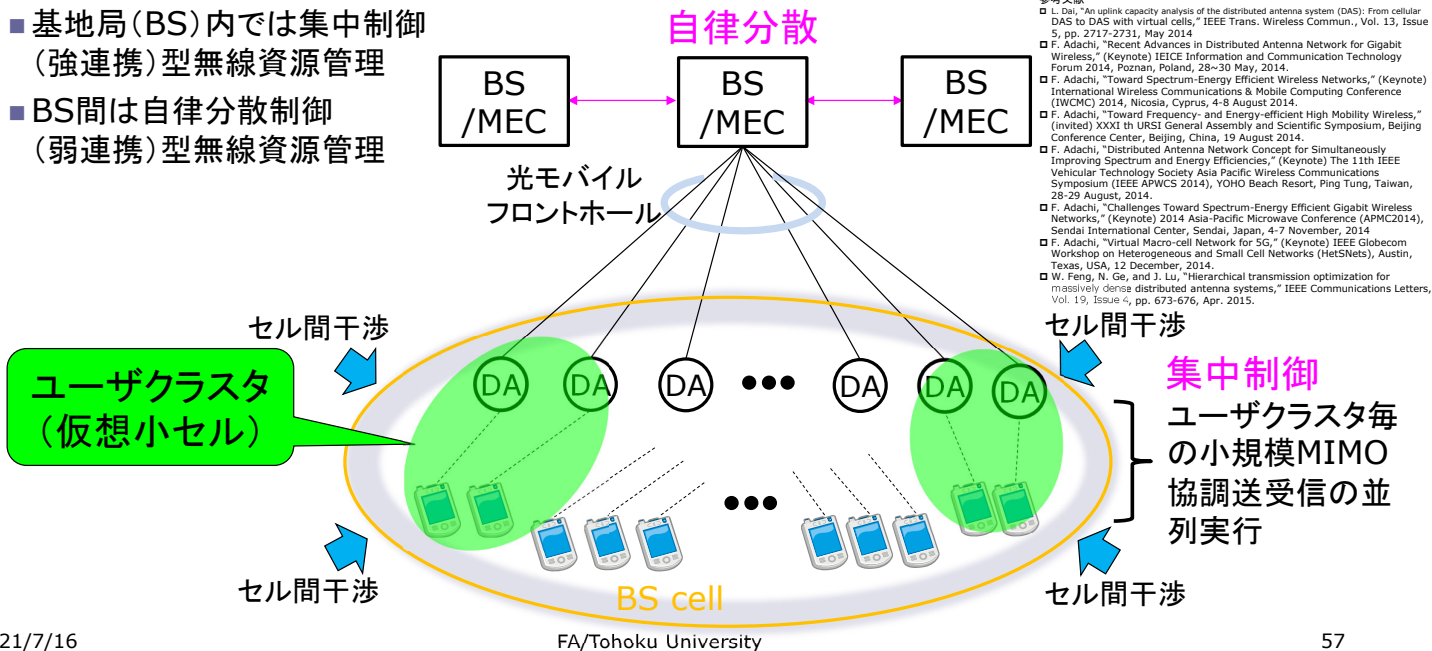 ■基地局(BS)内では集中制御
(強連携)型無線資源管理
■BS間は自律分散制御
(弱連携)型無線資源管理
自律分散
BS
/MEC
BS
/MEC
BS
/MEC
光モバイル
フロントホール
参考文献
L. Dai, “An uplink capacity analysis of the distributed antenna system (DAS): From cellular
DAS to DAS with virtual cells,” IEEE Trans. Wireless Commun., Vol. 13, Issue
5, pp. 2717-2731, May 2014
F. Adachi, “Recent Advances in Distributed Antenna Network for Gigabit
Wireless,” (Keynote) IEICE Information and Communication Technology
Forum 2014, Poznan, Poland, 28~30 May, 2014.
F. Adachi, “Toward Spectrum-Energy Efficient Wireless Networks,” (Keynote)
International Wireless Communications & Mobile Computing Conference
(IWCMC) 2014, Nicosia, Cyprus, 4-8 August 2014.
F. Adachi, “Toward Frequency- and Energy-efficient High Mobility Wireless,”
(invited) XXXI th URSI General Assembly and Scientific Symposium, Beijing
Conference Center, Beijing, China, 19 August 2014.
F. Adachi, “Distributed Antenna Network Concept for Simultaneously
Improving Spectrum and Energy Efficiencies,” (Keynote) The 11th IEEE
Vehicular Technology Society Asia Pacific Wireless Communications
Symposium (IEEE APWCS 2014), YOHO Beach Resort, Ping Tung, Taiwan,
28-29 August, 2014.
F. Adachi, “Challenges Toward Spectrum-Energy Efficient Gigabit Wireless
Networks,” (Keynote) 2014 Asia-Pacific Microwave Conference (APMC2014),
Sendai International Center, Sendai, Japan, 4-7 November, 2014
F. Adachi, “Virtual Macro-cell Network for 5G,” (Keynote) IEEE Globecom
Workshop on Heterogeneous and Small Cell Networks (HetSNets), Austin,
Texas, USA, 12 December, 2014.
W. Feng, N. Ge, and J. Lu, “Hierarchical transmission optimization for
massively dense distributed antenna systems,” IEEE Communications Letters,
Vol. 19, Issue 4, pp. 673-676, Apr. 2015.
セル間干渉
セル間干渉
ユーザクラスタ
(仮想小セル)
DA
DA
DA
•••
DA
DA
DA
集中制御
ユーザクラスタ毎
の小規模MIMO
協調送受信の並
列実行
•••
セル間干渉
セル間干渉
BS cell
21/7/16
FA/Tohoku University
57